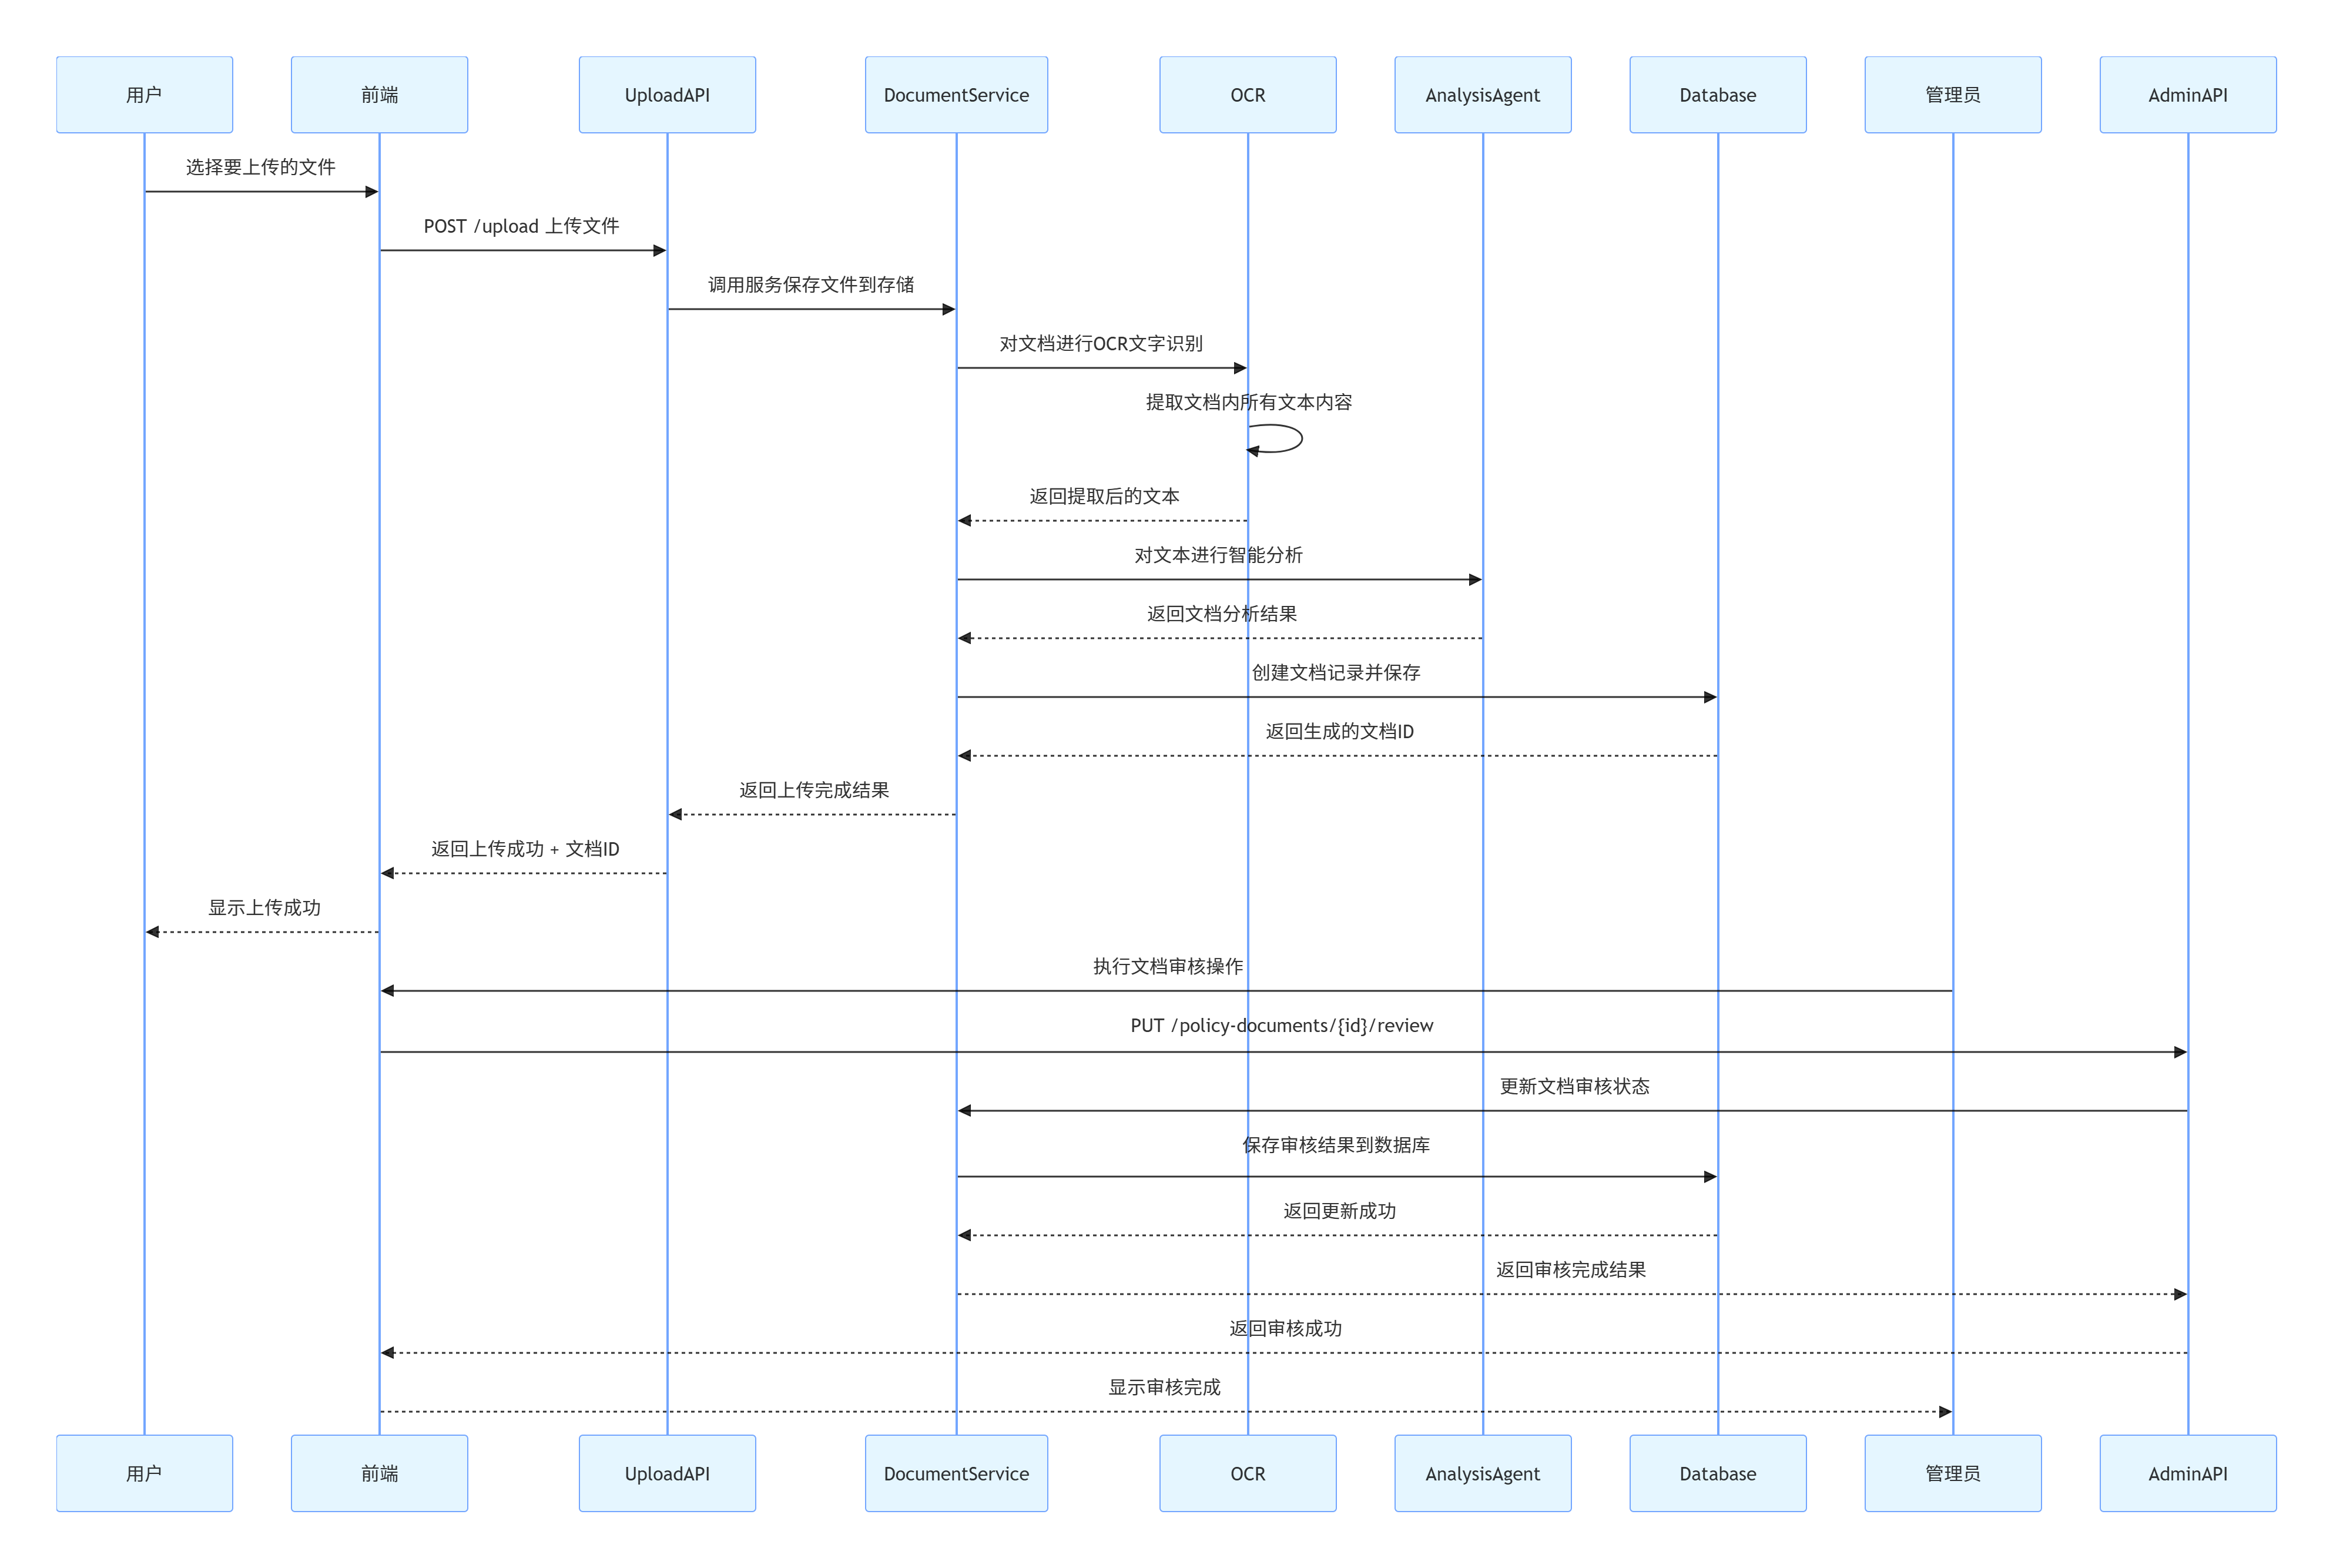 用户
前端
UploadAPI
DocumentService
OCR
AnalysisAgent
Database
管理员
AdminAPI
选择要上传的文件
POST /upload 上传文件
调用服务保存文件到存储
对文档进行OCR文字识别
提取文档内所有文本内容
返回提取后的文本
对文本进行智能分析
返回文档分析结果
创建文档记录并保存
返回生成的文档ID
返回上传完成结果
返回上传成功 + 文档ID
显示上传成功
执行文档审核操作
PUT /policy-documents/{id}/review
更新文档审核状态
保存审核结果到数据库
返回更新成功
返回审核完成结果
返回审核成功
显示审核完成
用户
前端
UploadAPI
DocumentService
OCR
AnalysisAgent
Database
管理员
AdminAPI